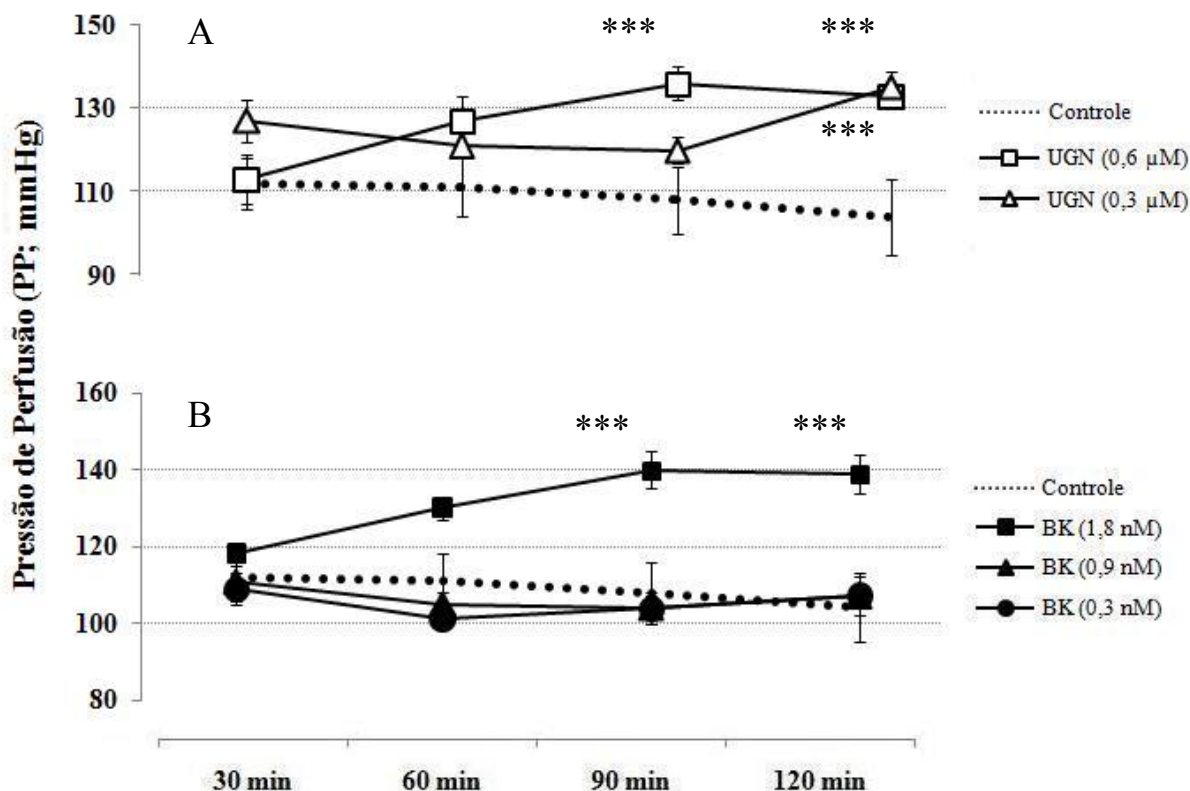 Pressão de Perfusão (PP; mmHg)
A
150
130
110
90
*** ***
***
Controle
UGN (0,6 µM)
UGN (0,3 µM)
B
160
140
120
100
80
*** ***
Controle
BK (1,8 nM)
BK (0,9 nM)
BK (0,3 nM)
30 min 60 min 90 min 120 min